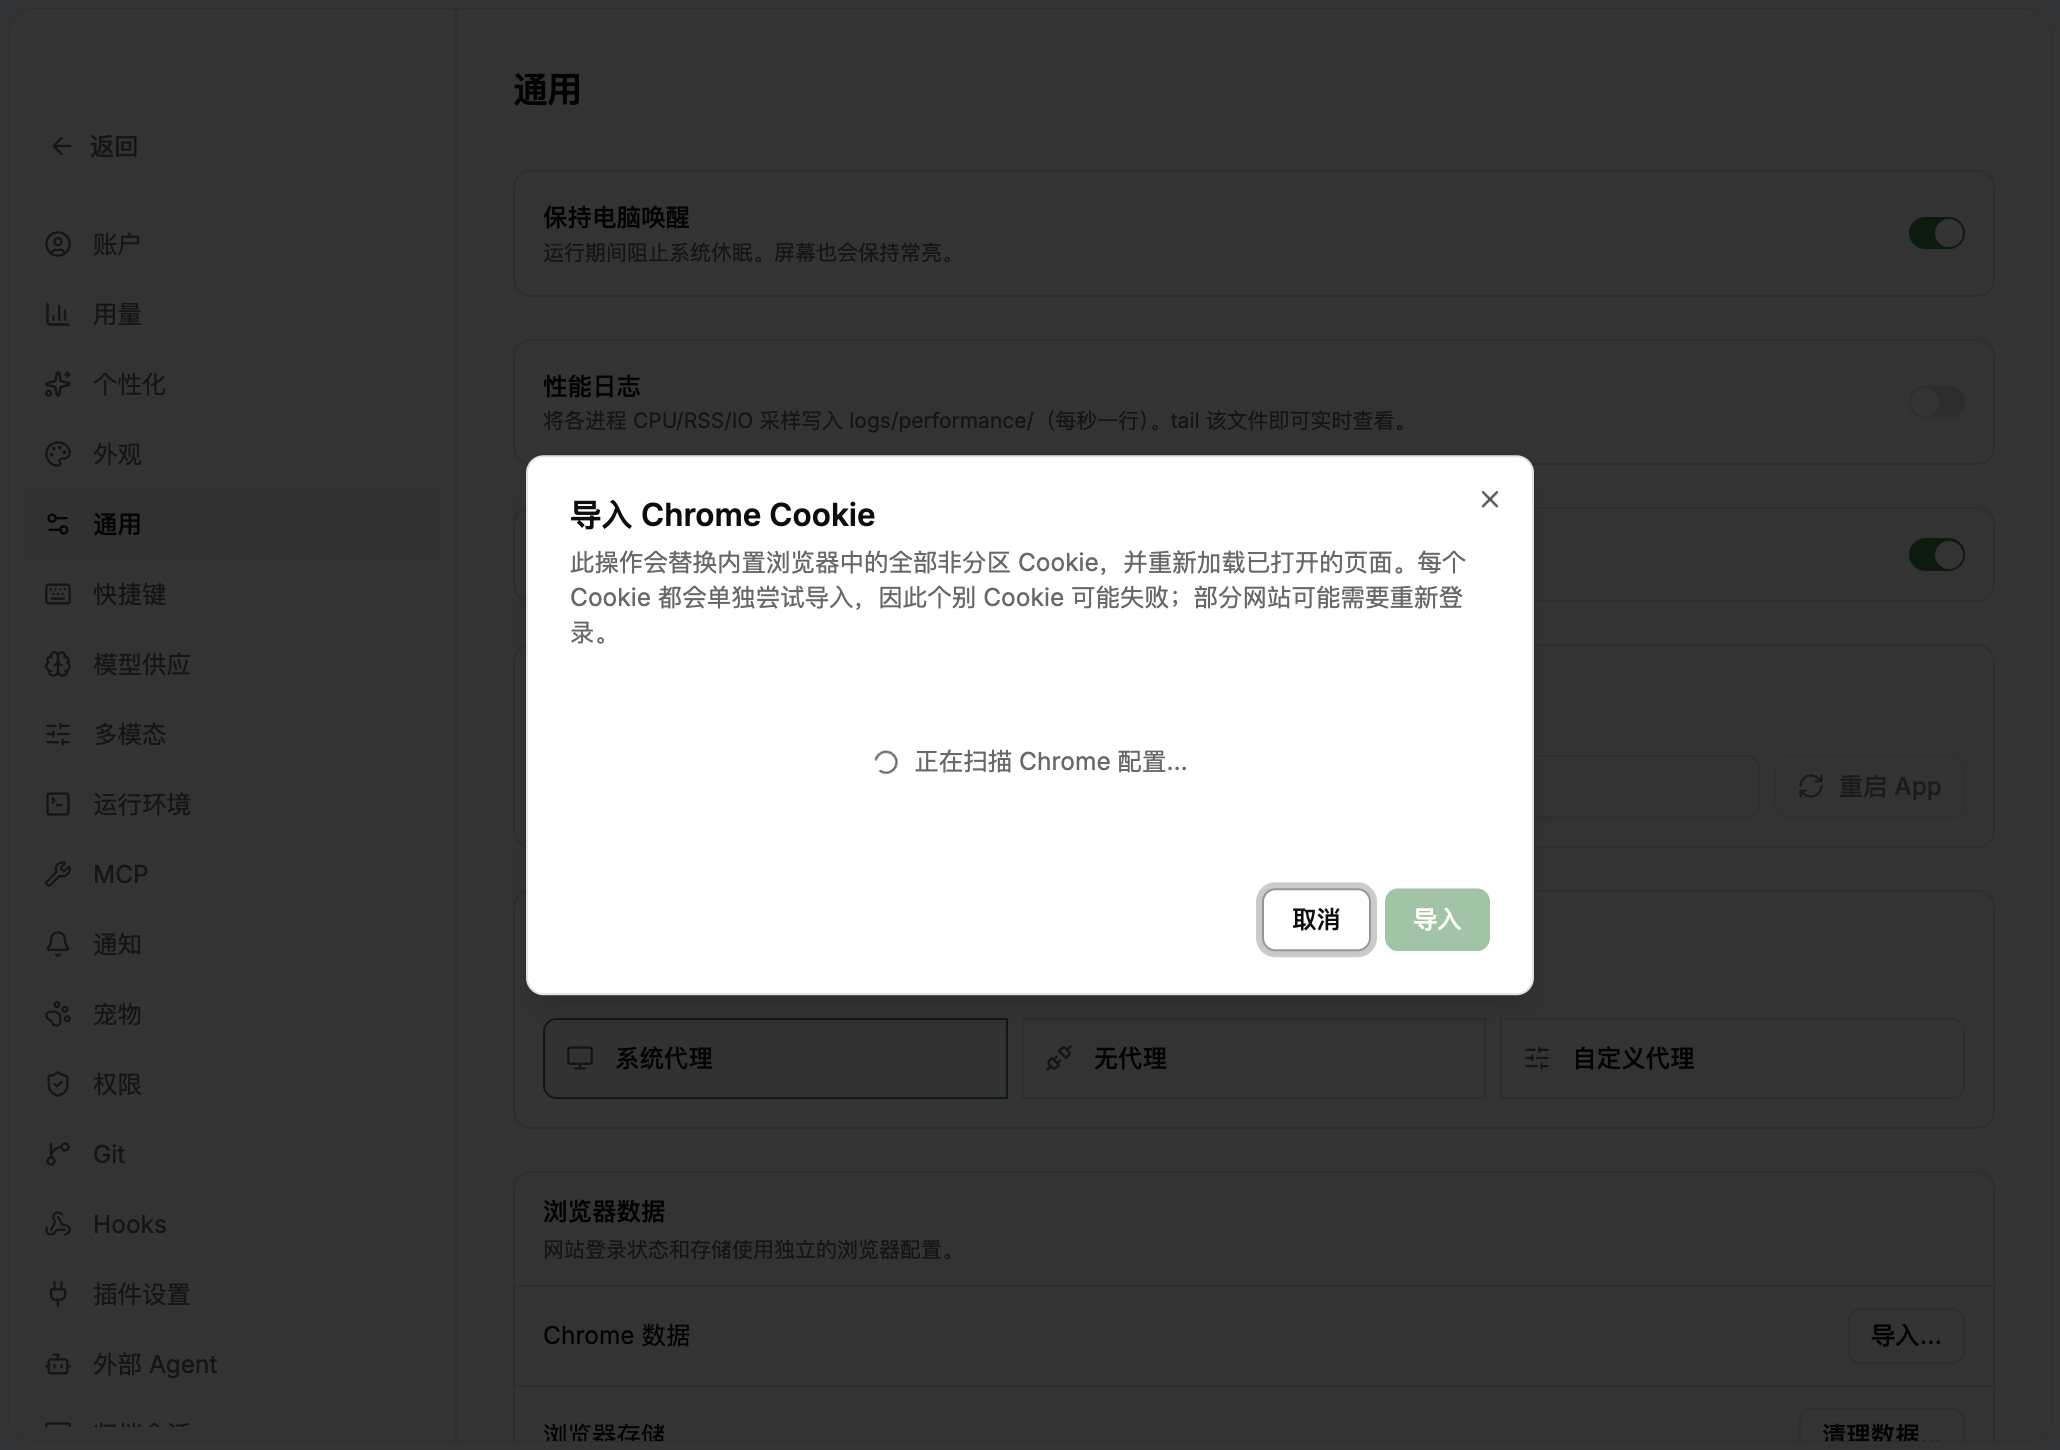 返回
账户
用量
个性化
外观
通用
快捷键
模型供应
多模态
运行环境
MCP
通知
宠物
权限
Git
Hooks
插件设置
外部 Agent
通用
保持电脑唤醒
运行期间阻止系统休眠。屏幕也会保持常亮。
性能日志
将各进程 CPU/RSS/IO 采样写入 logs/performance/（每秒一行）。tail 该文件即可实时查看。
重启 App
导入 Chrome Cookie
此操作会替换内置浏览器中的全部非分区 Cookie，并重新加载已打开的页面。每个
Cookie 都会单独尝试导入，因此个别 Cookie 可能失败；部分网站可能需要重新登
录。
正在扫描 Chrome 配置...
取消
导入
系统代理
无代理
自定义代理
浏览器数据
网站登录状态和存储使用独立的浏览器配置。
Chrome 数据
导入...
浏览器存储
清理数据...